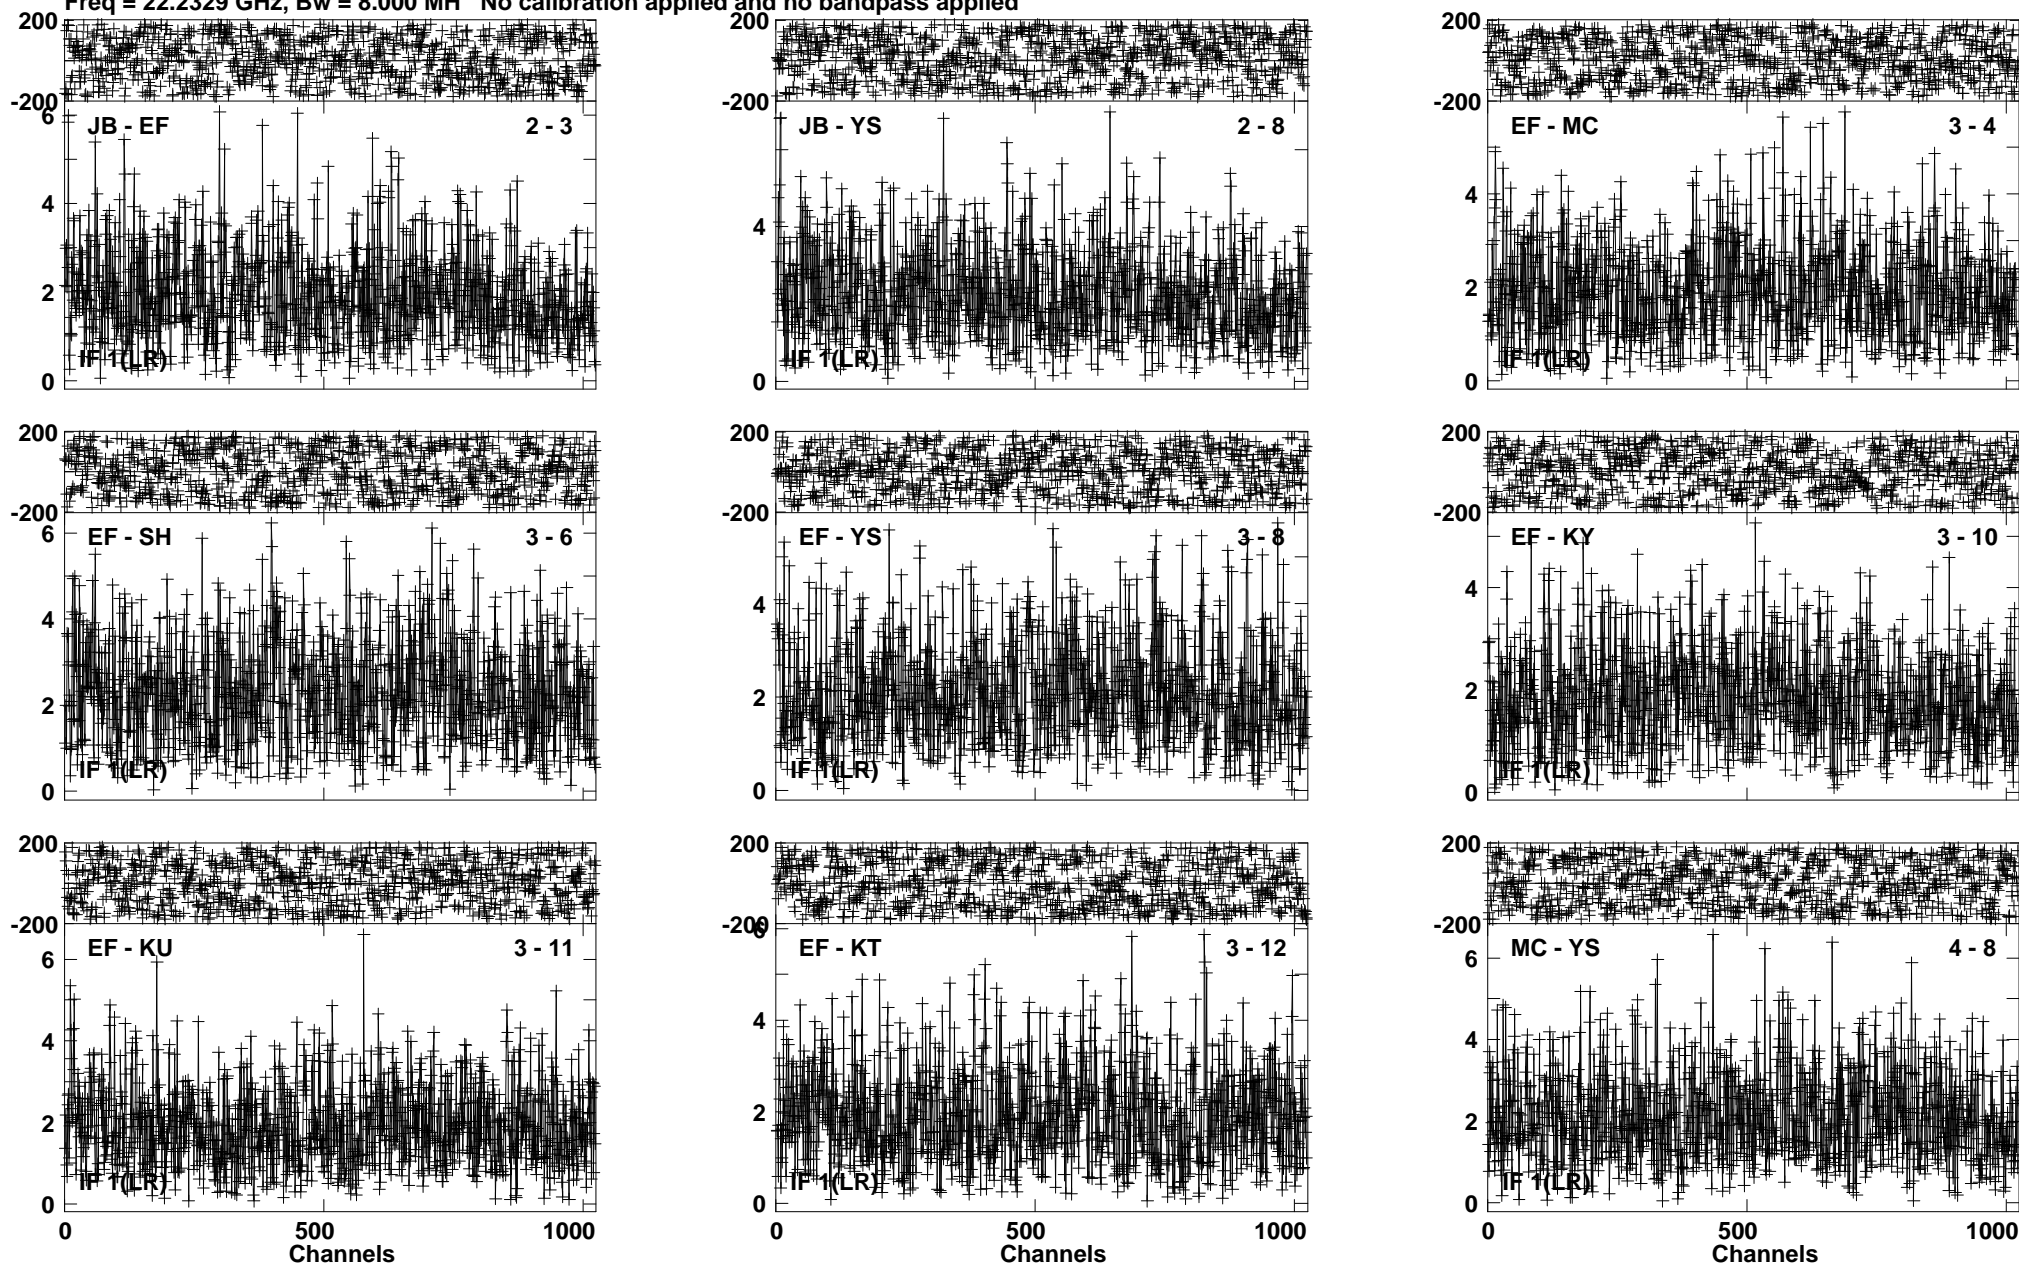 Freq = 22.2329 GHz, Bw = 8.000 MH No calibration applied and no bandpass applied
200 200 200
-200 -200 -200
6
JB - EF 2 - 3 JB - YS 2 - 8 EF - MC 3 - 4
4 4 4
2 2
IF 1(LR) IF 1(LR) IF 1(LR)
0 0 0
200 200 200
-200 -200 -200
6
EF - SH 3 - 6 EF - YS 3 - 8 EF - KY 3 - 10
4 4 4
2 2 2
IF 1(LR) IF 1(LR) IF 1(LR)
0 0 0
200 200 200
-200 -200 -200
6 6 6
EF - KU 3 - 11 EF - KT 3 - 12 MC - YS 4 - 8
4 4 4
2 2 2
IF 1(LR) IF 1(LR) IF 1(LR)
0 0 0
0 500 1000 0 500 1000 0 500 1000
Channels Channels Channels